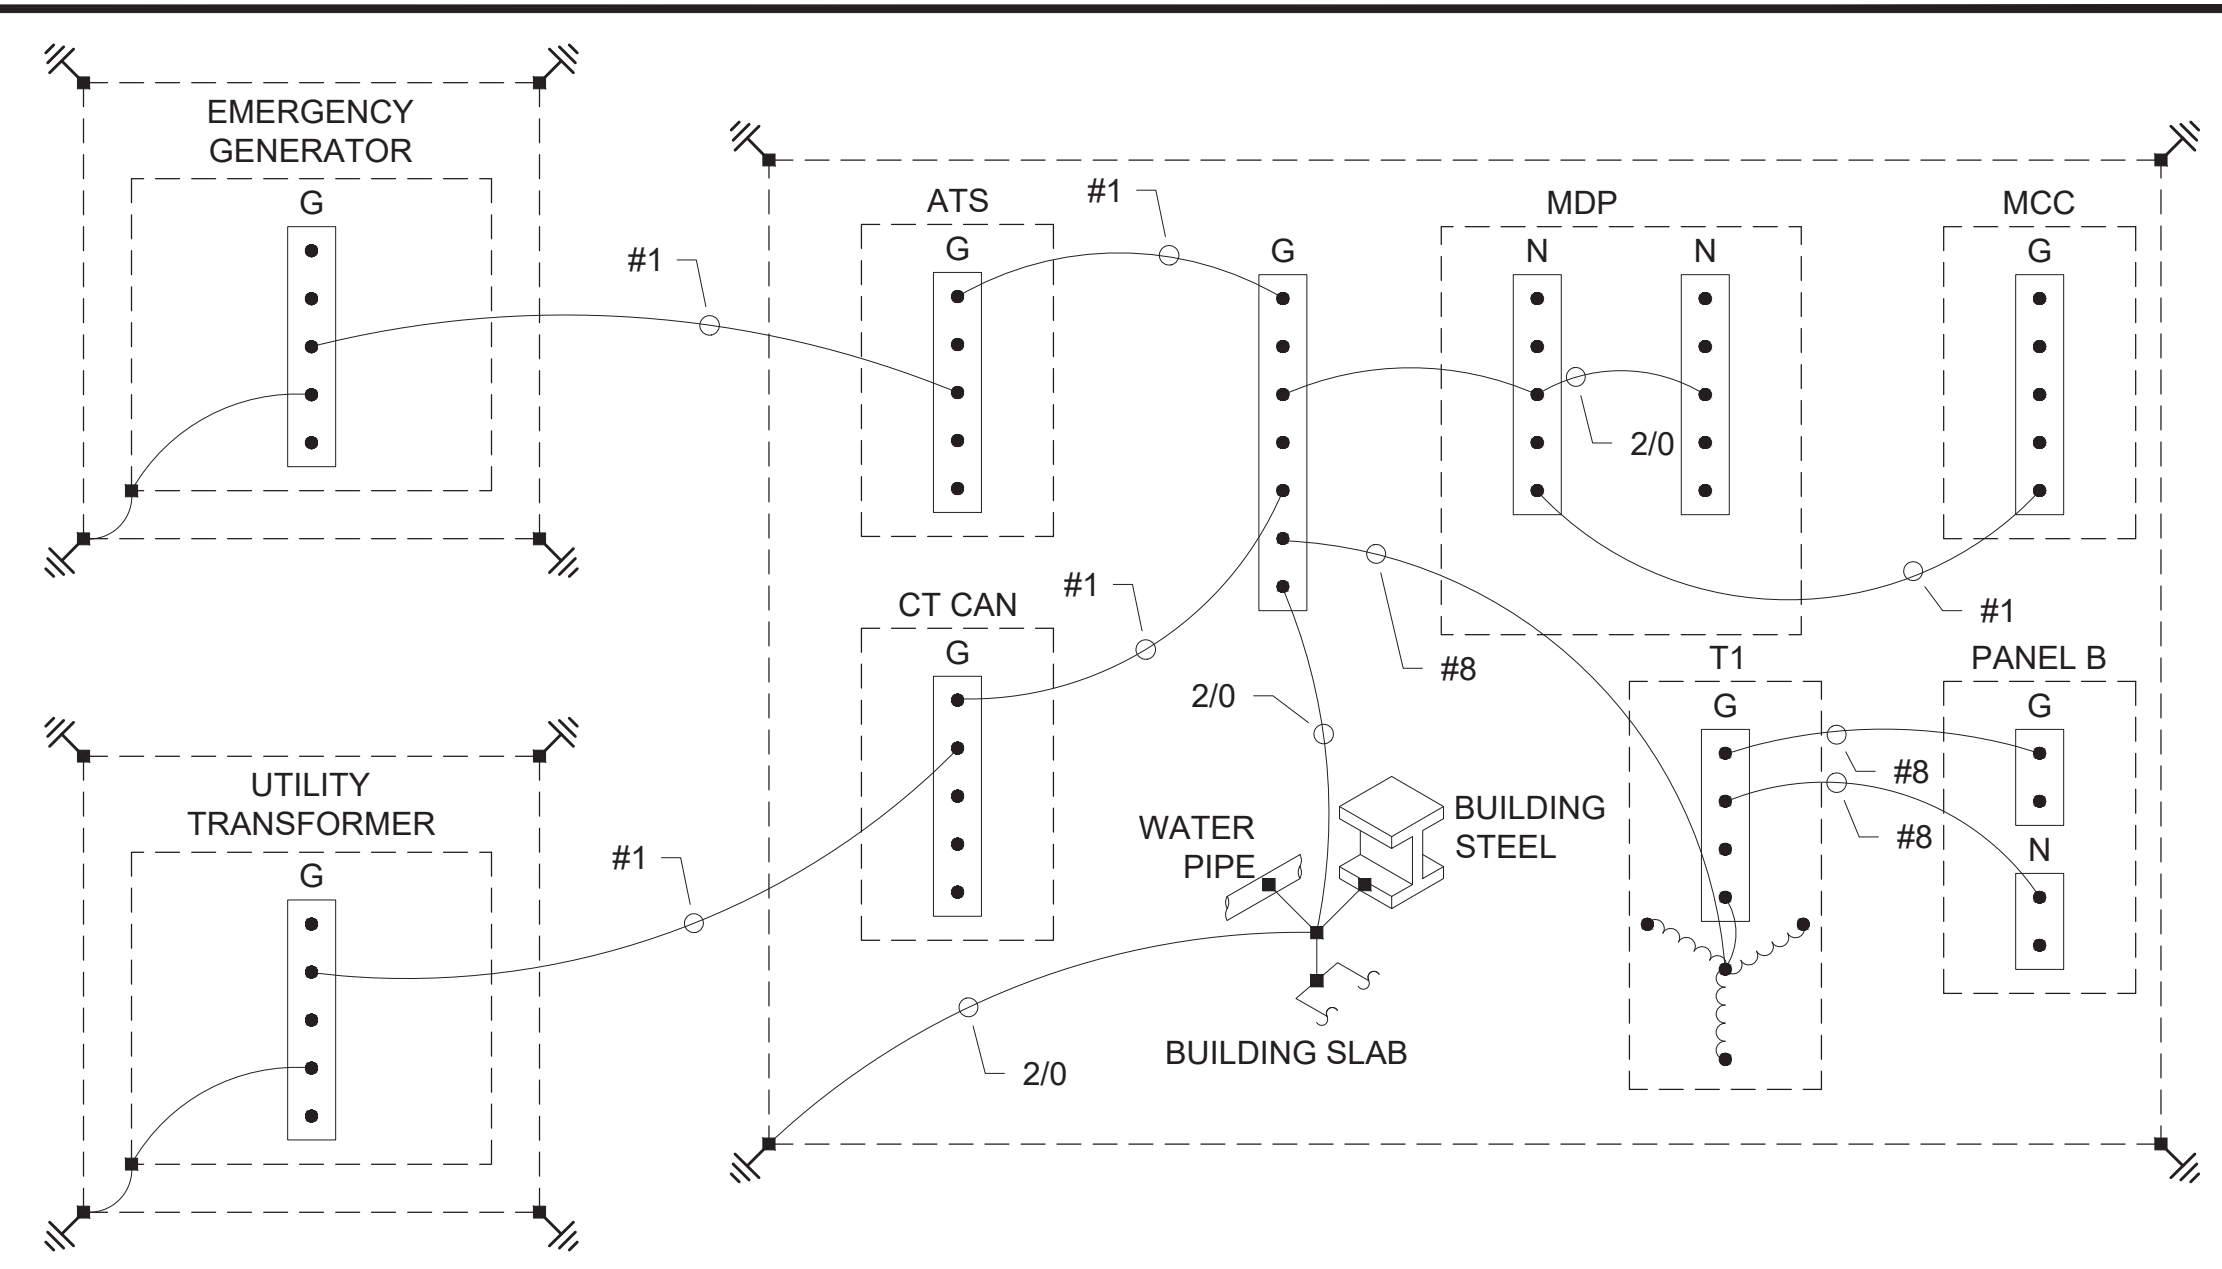 EMERGENCY
GENERATOR
G
#1
ATS
G
#1
G
MDP
N
N
2/0
MCC
G
#1
CT CAN
G
#1
#8
2/0
T1
G
PANEL B
G
#8
#8
N
UTILITY
TRANSFORMER
G
#1
WATER
PIPE
BUILDING
STEEL
BUILDING SLAB
2/0